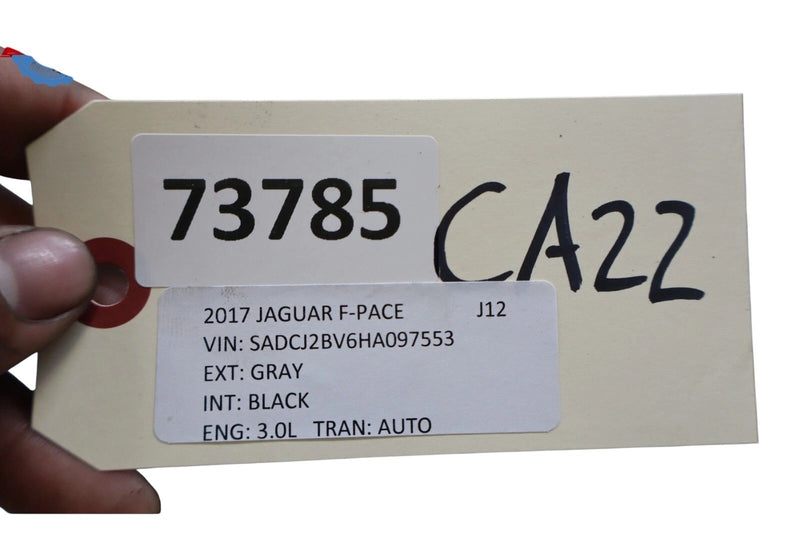 73785
CA22
2017 JAGUAR F-PACE J12
VIN: SADCJ2BV6HA097553
EXT: GRAY
INT: BLACK
ENG: 3.0L TRAN: AUTO